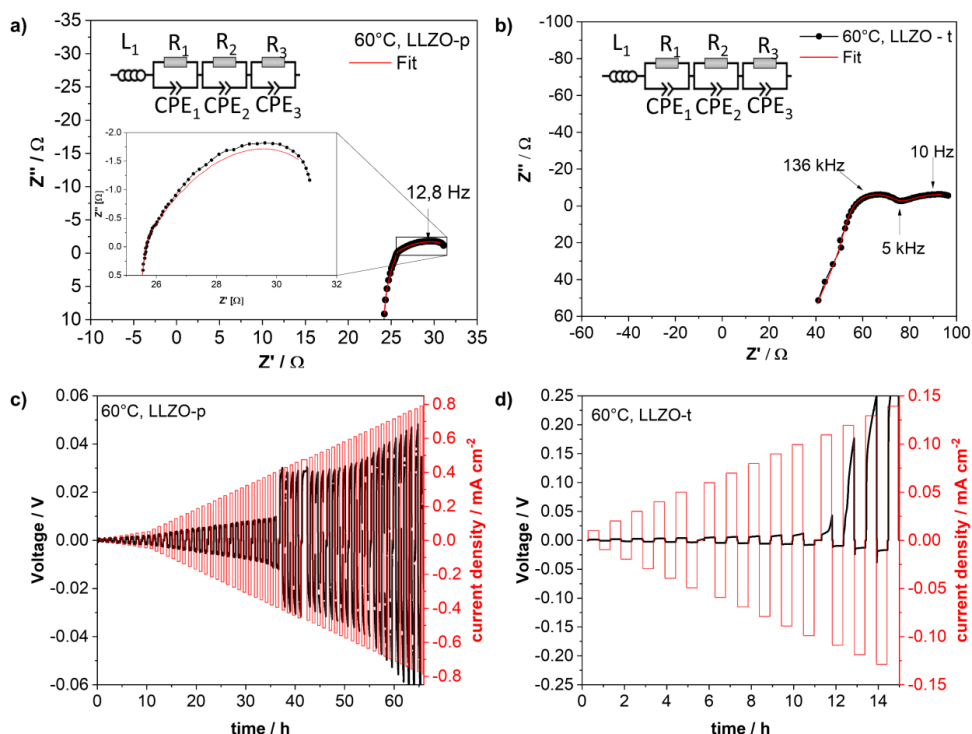 a)
60°C, LLZO-p
Fit
L1
R1 R2 R3
CPE1 CPE2 CPE3
-35
-30
-25
-20
-15
-10
-5
0
5
10
Z'' / Ω
-10 -5 0 5 10 15 20 25 30 35
Z' / Ω
12,8 Hz
-2.0
-1.5
-1.0
-0.5
0.0
0.5
Z'' [Ω]
26 28 30 32
Z' [Ω]
b)
60°C, LLZO - t
Fit
L1
R1 R2 R3
CPE1 CPE2 CPE3
-100
-80
-60
-40
-20
0
20
40
60
Z'' / Ω
-60 -40 -20 0 20 40 60 80 100
Z' / Ω
136 kHz
10 Hz
5 kHz
c)
60°C, LLZO-p
0.06
0.04
0.02
0.00
-0.02
-0.04
-0.06
Voltage / V
0 10 20 30 40 50 60
time / h
0.8
0.6
0.4
0.2
0.0
-0.2
-0.4
-0.6
-0.8
current density / mA cm-2
d)
60°C, LLZO-t
0.25
0.20
0.15
0.10
0.05
0.00
-0.05
-0.10
-0.15
-0.20
-0.25
Voltage / V
0 2 4 6 8 10 12 14
time / h
0.15
0.10
0.05
0.00
-0.05
-0.10
-0.15
current density / mA cm-2